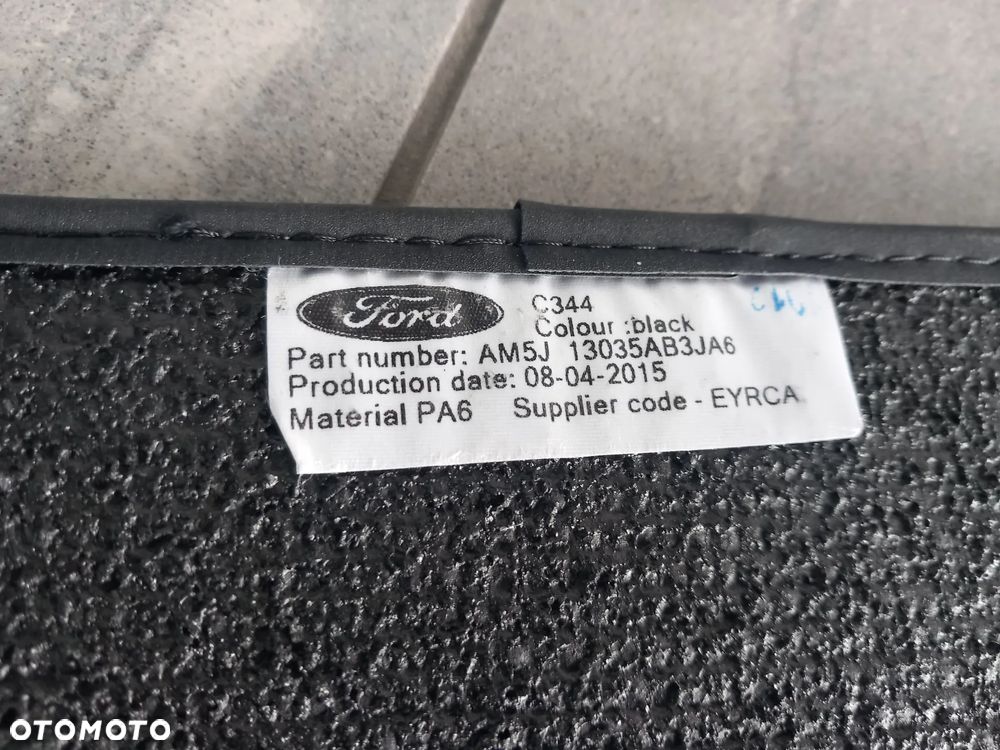 Ford
C344
Colour :black
Part number: AM5J 13035AB3JA6
Production date: 08-04-2015
Material PA6 Supplier code - EYRCA
OTOMOTO